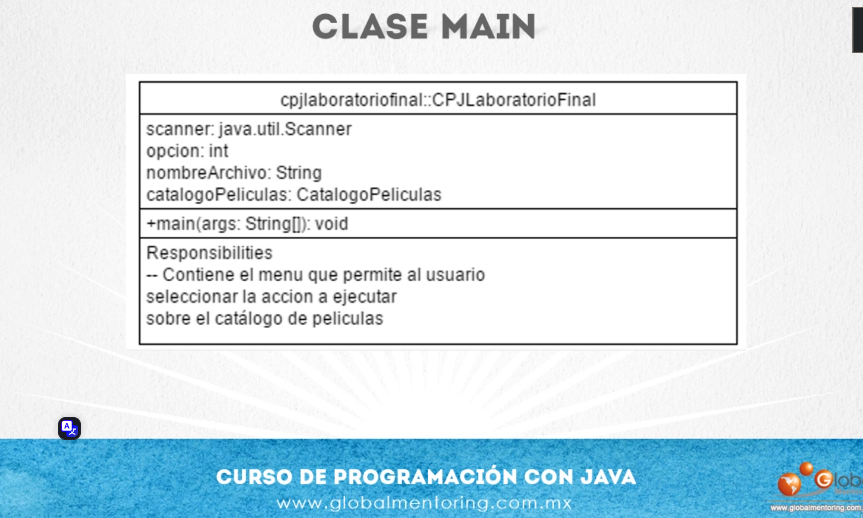 CLASE MAIN
cpjlaboratoriofinal::CPJLaboratorioFinal
scanner: java.util.Scanner
opcion: int
nombreArchivo: String
catalogoPeliculas: CatalogoPeliculas
+main(args: String[]): void
Responsibilities
-- Contiene el menu que permite al usuario
seleccionar la accion a ejecutar
sobre el catálogo de peliculas
CURSO DE PROGRAMACIÓN CON JAVA
www.globalmentoring.com.mx
Glob
www.globalmentoring.com